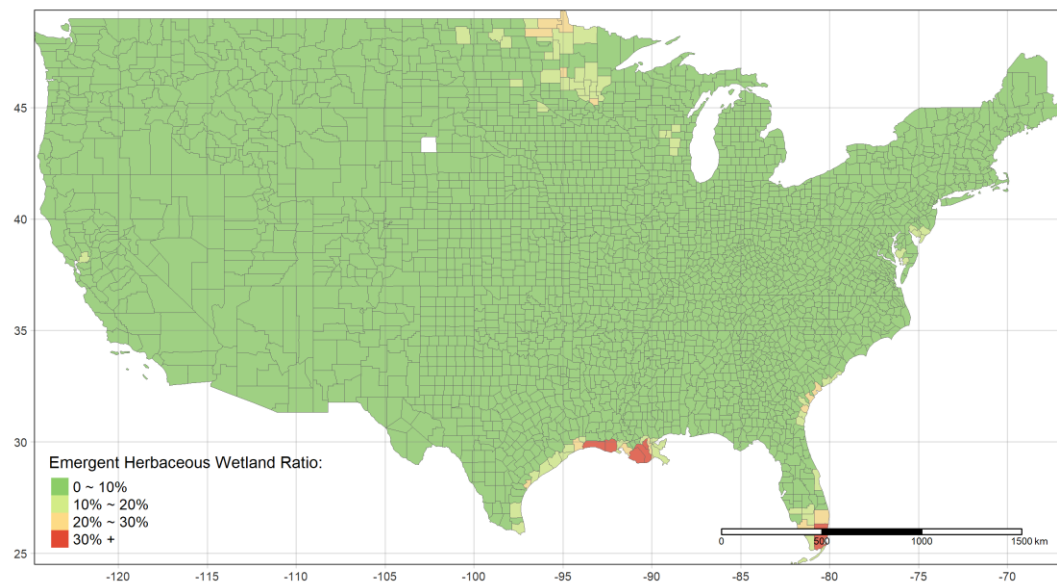 45
40
35
30
25
Emergent Herbaceous Wetland Ratio:
0 ~ 10%
10% ~ 20%
20% ~ 30%
30% +
0 500 1000 1500 km
-120 -115 -110 -105 -100 -95 -90 -85 -80 -75 -70